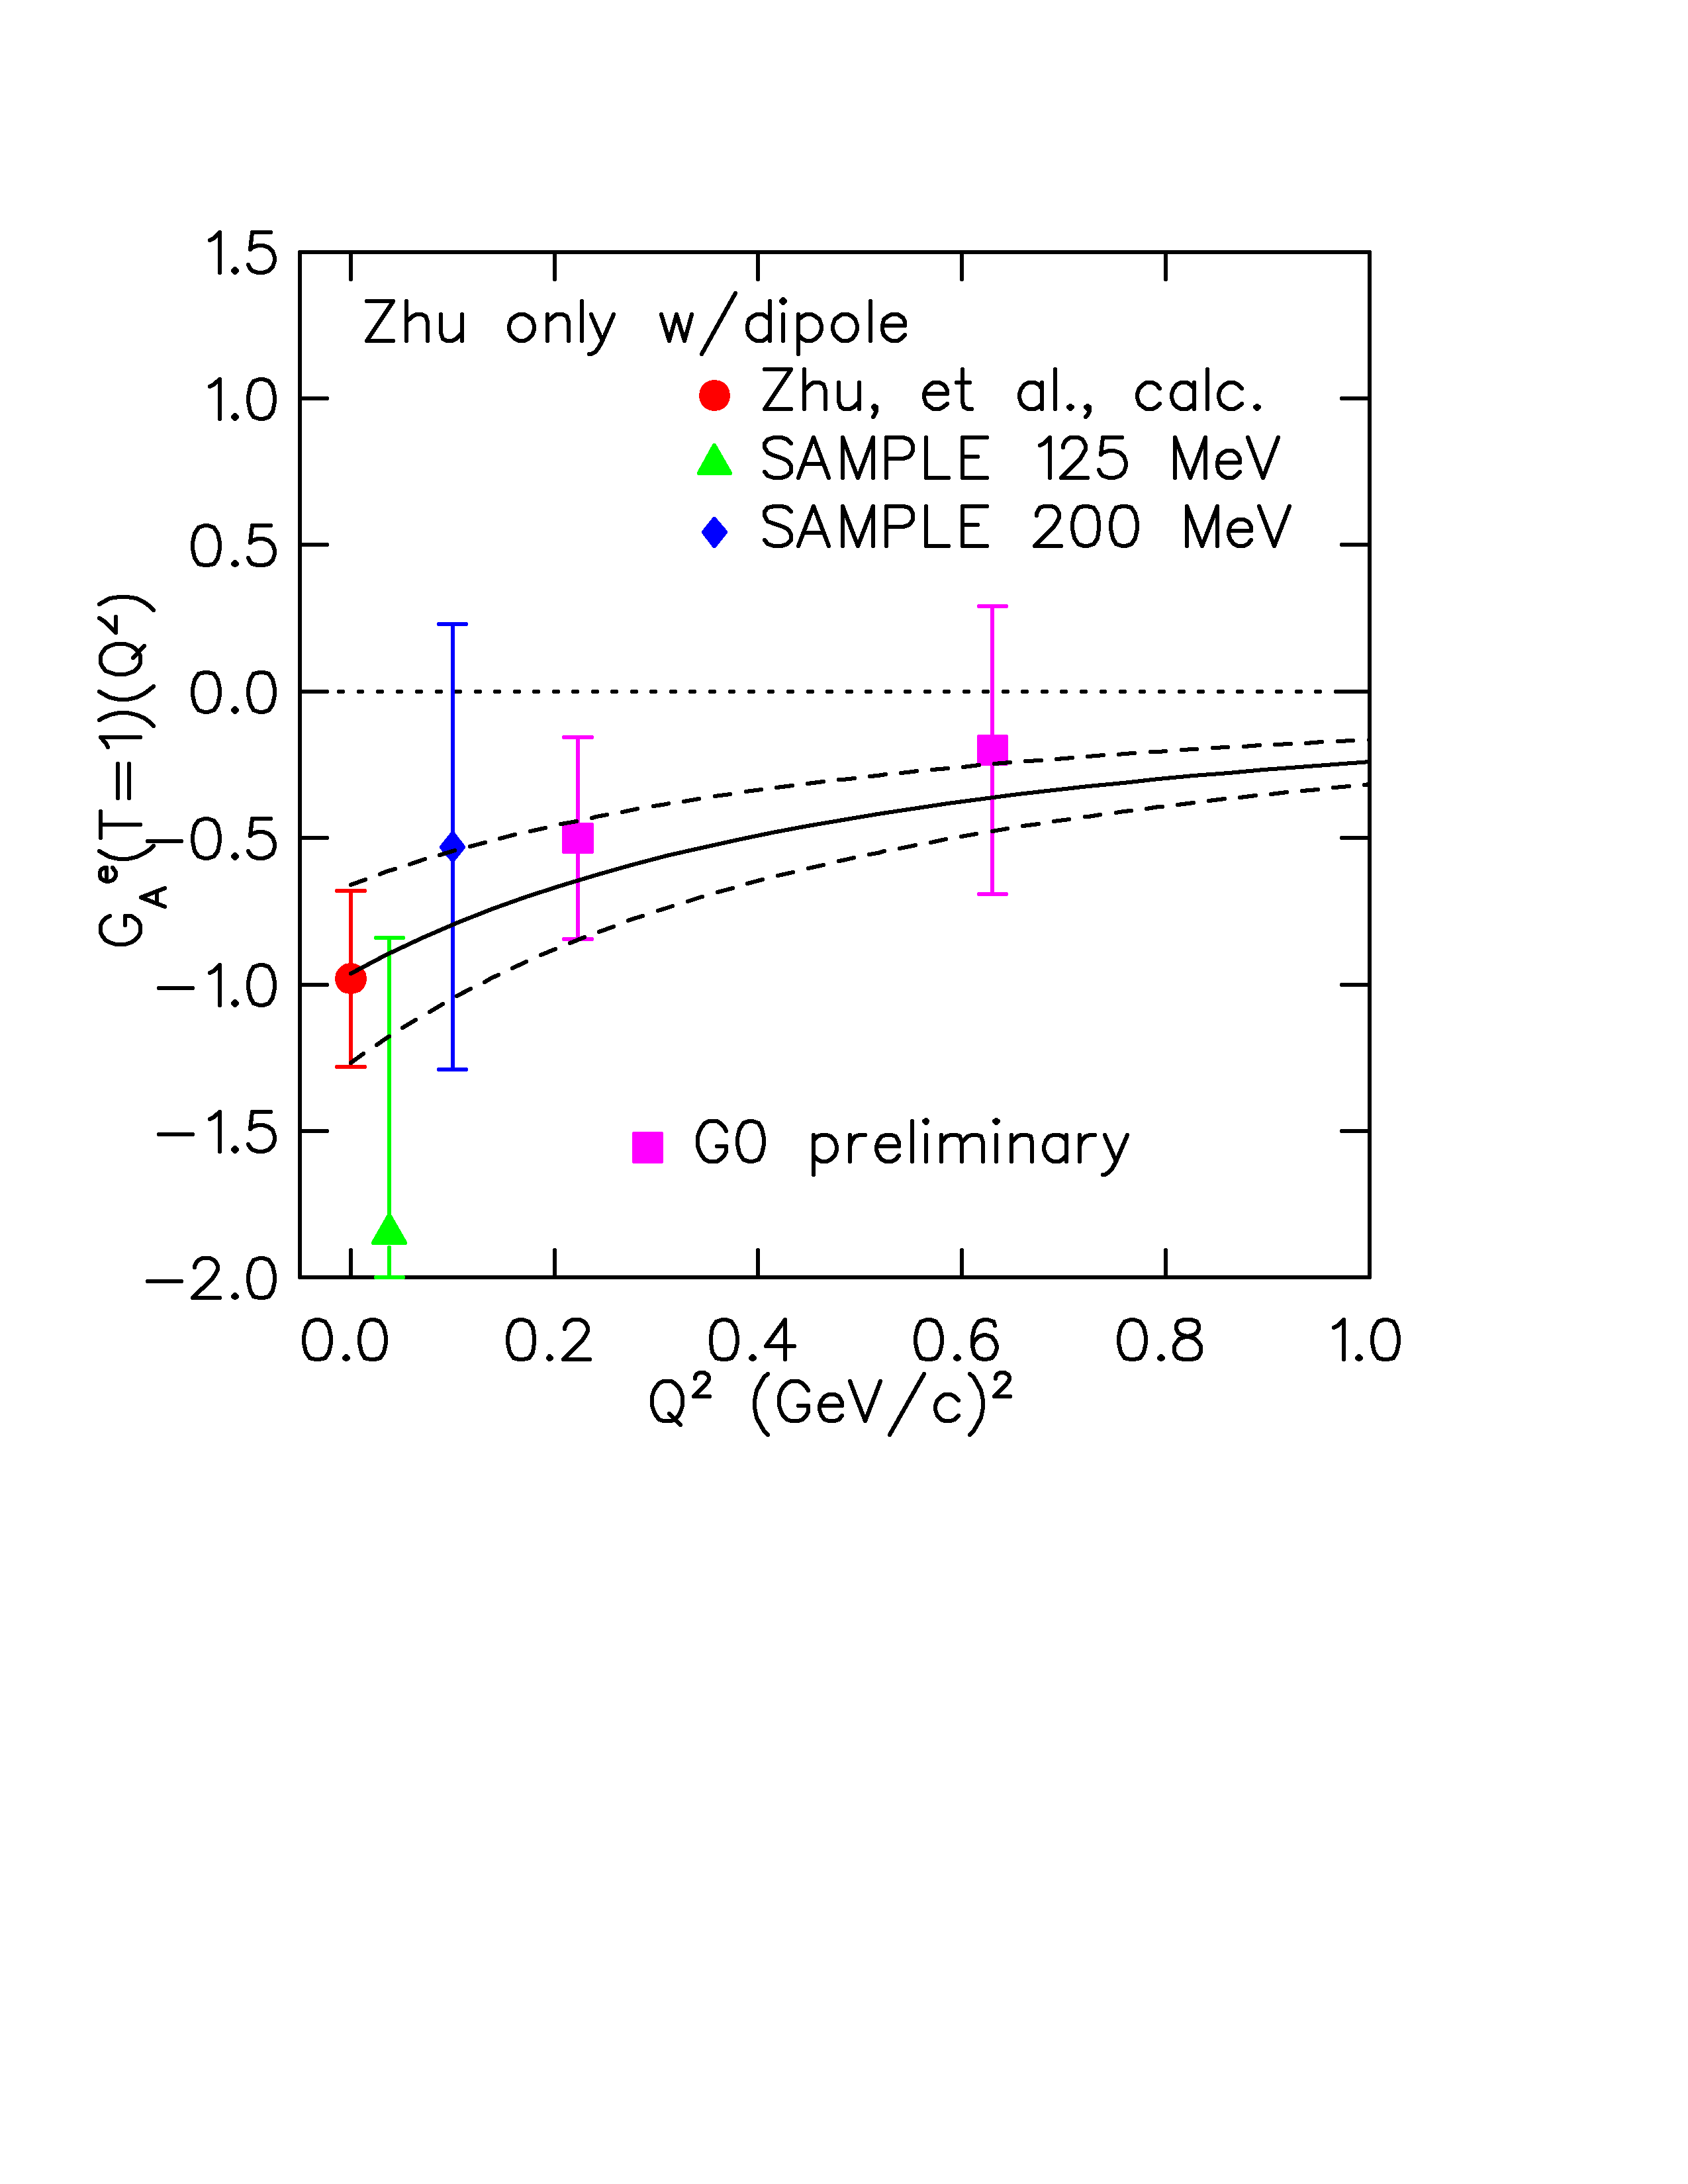 1.5
Zhu only w/dipole
Zhu, et al., calc.
1.0
SAMPLE 125 MeV
SAMPLE 200 MeV
0.5
0.0
G_A^e(T=1)(Q²)
−0.5
−1.0
−1.5
G0 preliminary
−2.0
0.0 0.2 0.4 0.6 0.8 1.0
Q² (GeV/c)²